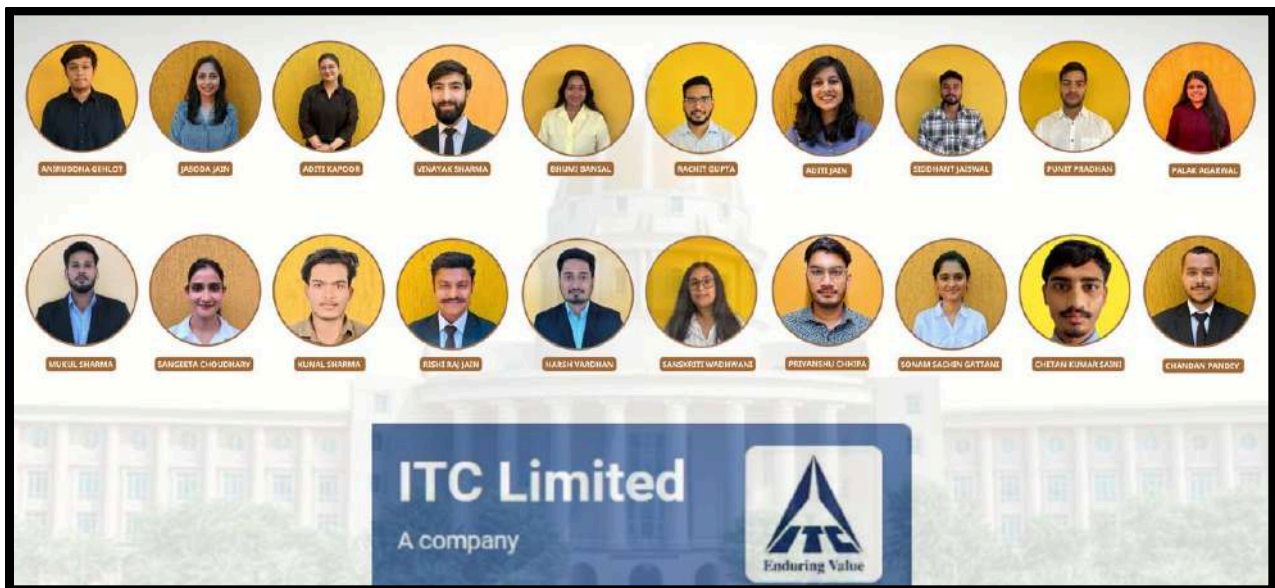 ANIRUDDHA GEHLOT
JASODA JAIN
ADITI KAPOOR
VINAYAK SHARMA
BHUMI BANSAL
RACHIT GUPTA
ADITI JAIN
SIDDHANT JAISWAL
PUNIT PRADHAN
PALAK AGARWAL
MUKUL SHARMA
SANGEETA CHOUDHARY
KUNAL SHARMA
RISHI RAJ JAIN
HARSH VARDHAN
SANSKRITI WADHWANI
PRIYANSHU CHHIPA
SONAM SACHIN GATTANI
CHETAN KUMAR SAINI
CHANDAN PANDEY
ITC Limited
A company
ITC
Enduring Value